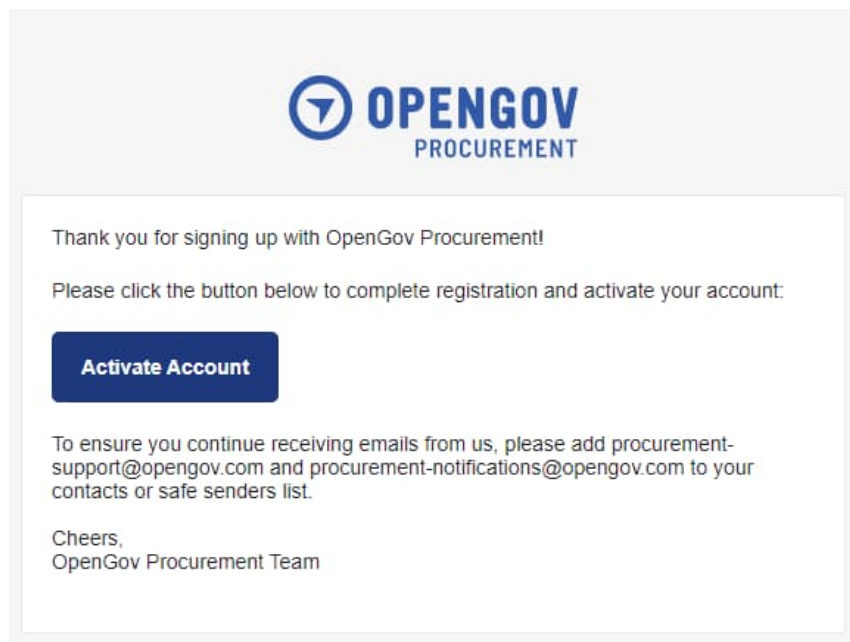 OPENGOV
PROCUREMENT
Thank you for signing up with OpenGov Procurement!
Please click the button below to complete registration and activate your account:
Activate Account
To ensure you continue receiving emails from us, please add procurement-
support@opengov.com and procurement-notifications@opengov.com to your
contacts or safe senders list.
Cheers,
OpenGov Procurement Team